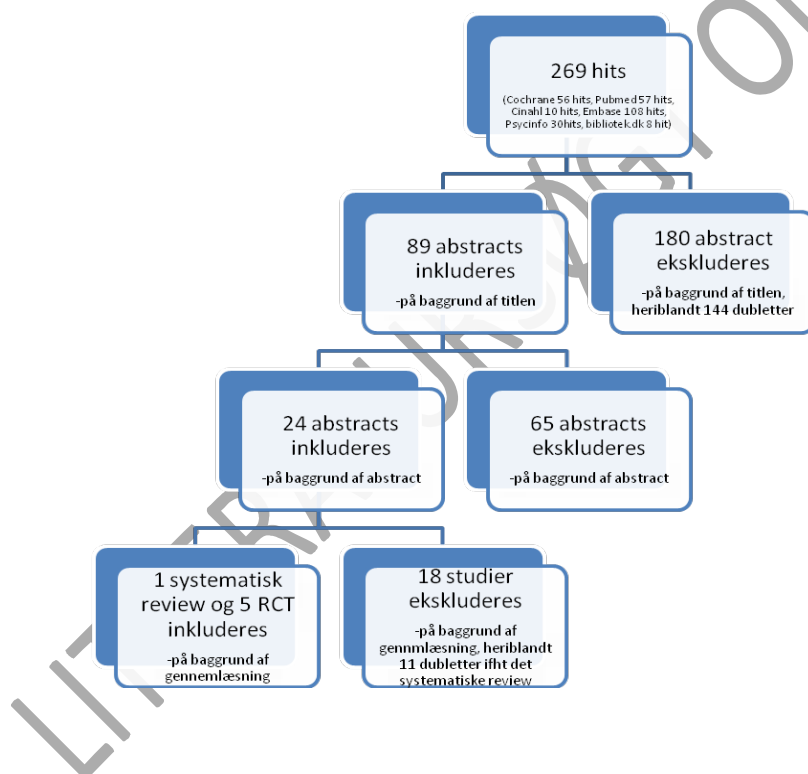 269 hits
(Cochrane 56 hits, Pubmed 57 hits,
Cinahl 10 hits, Embase 108 hits,
Psycinfo 30hits, bibliotek.dk 8 hit)
89 abstracts
inkluderes
-på baggrund af titlen
180 abstract
ekskluderes
-på baggrund af titlen,
heriblandt 144 dubletter
24 abstracts
inkluderes
-på baggrund af abstract
65 abstracts
ekskluderes
-på baggrund af abstract
1 systematisk
review og 5 RCT
inkluderes
-på baggrund af
gennemlæsning
18 studier
ekskluderes
-på baggrund af
gennmlæsning, heriblandt
11 dubletter ifht det
systematiske review